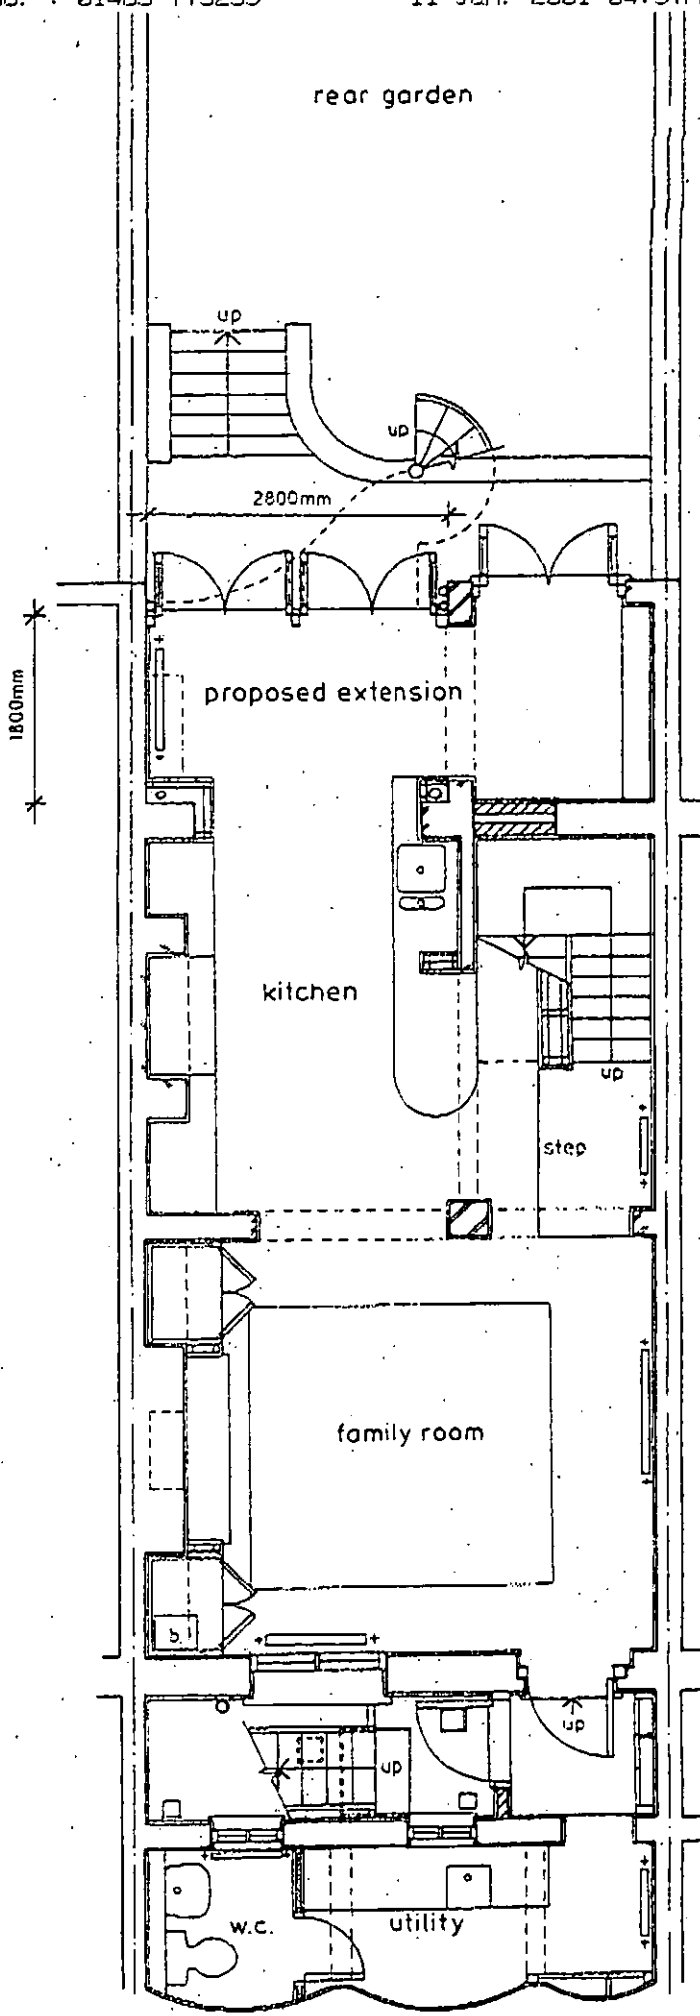 rear garden
up
up
2800mm
1800mm
proposed extension
kitchen
up
step
family room
b.
up
up
w.c.
utility